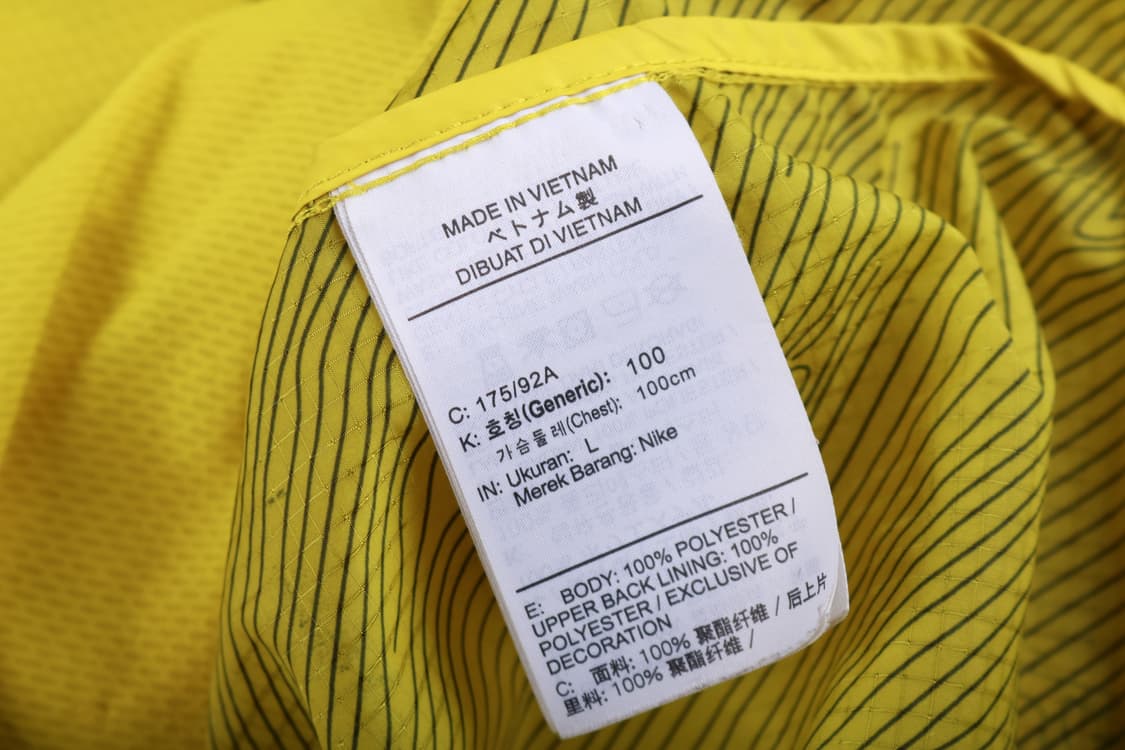 MADE IN VIETNAM
ベトナム製
DIBUAT DI VIETNAM
C: 175/92A
K: 호칭(Generic): 100
가슴둘레(Chest): 100cm
IN: Ukuran: L
Merek Barang: Nike
E: BODY: 100% POLYESTER /
UPPER BACK LINING: 100%
POLYESTER / EXCLUSIVE OF
DECORATION
C: 面料: 100% 聚酯纤维 / 后上片
里料: 100% 聚酯纤维 /